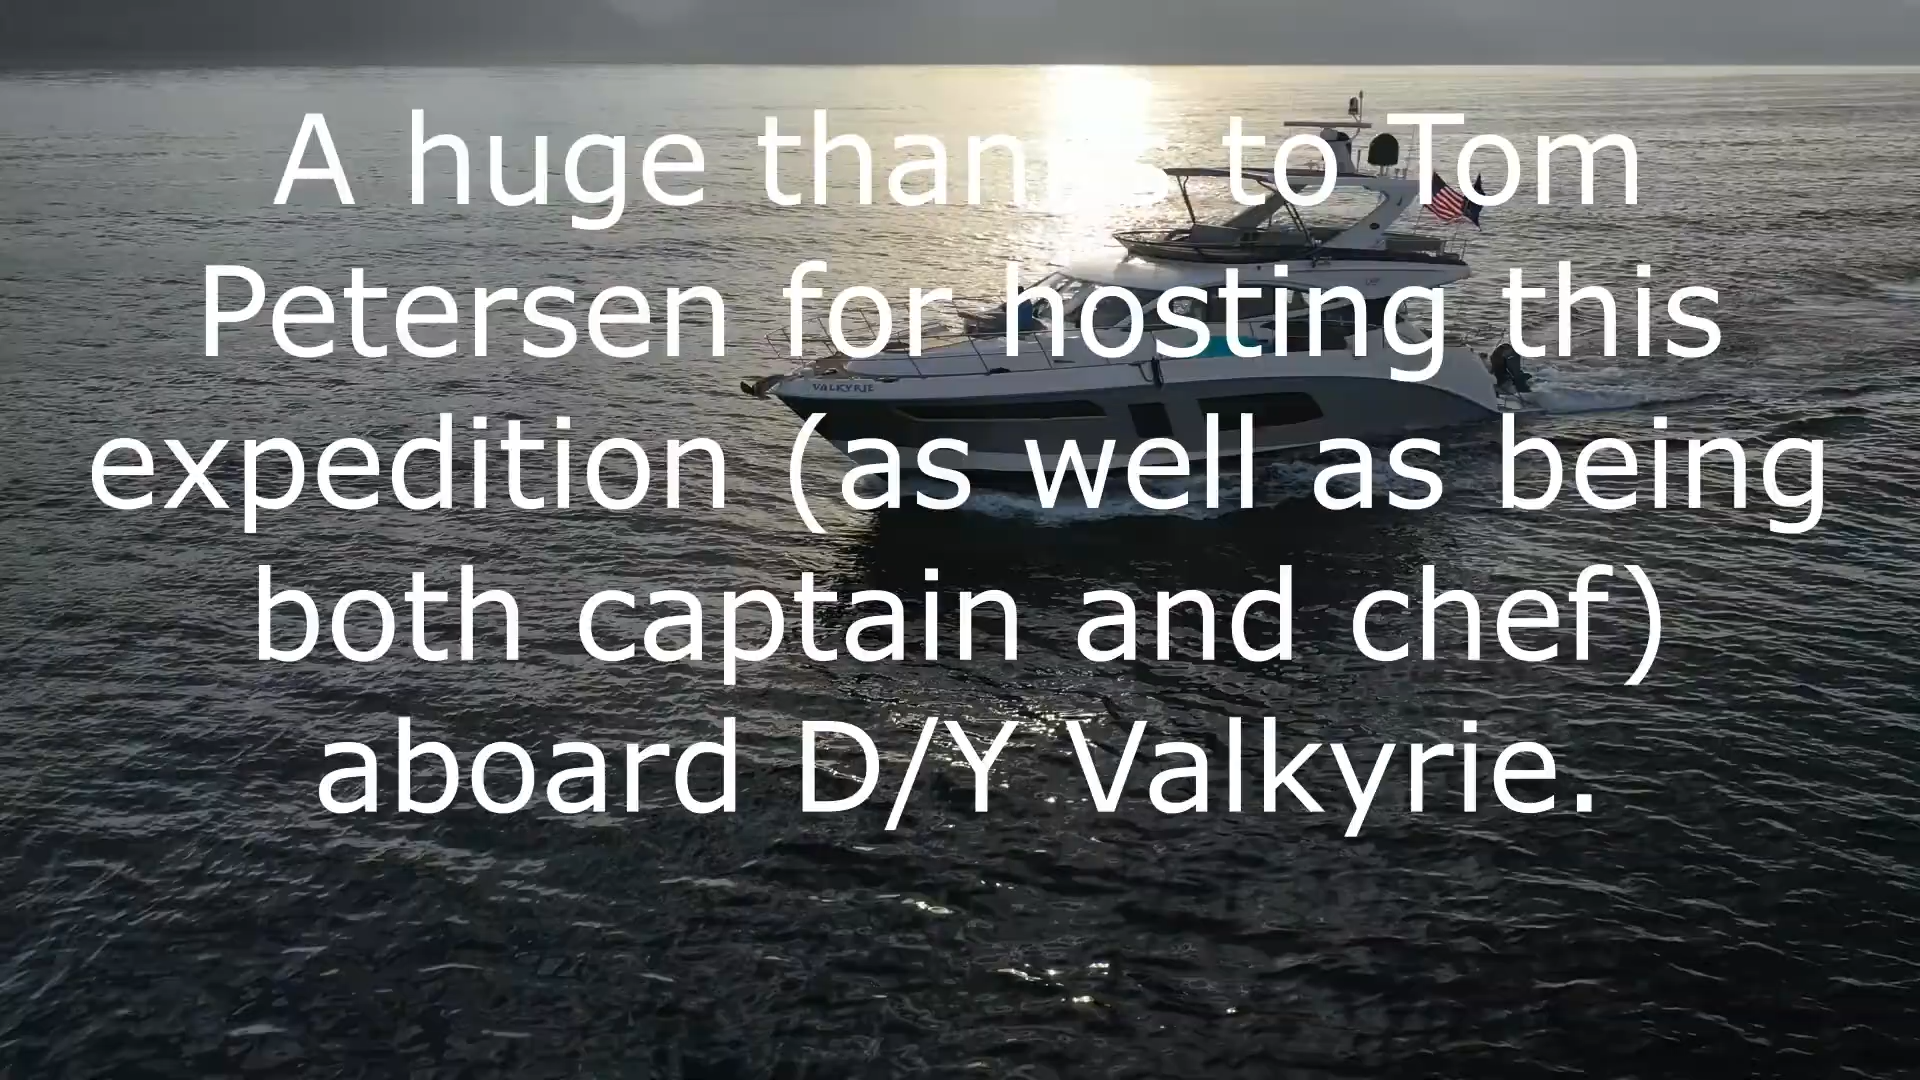 A huge thanks to Tom
Petersen for hosting this
expedition (as well as being
both captain and chef)
aboard D/Y Valkyrie.
VALKYRIE